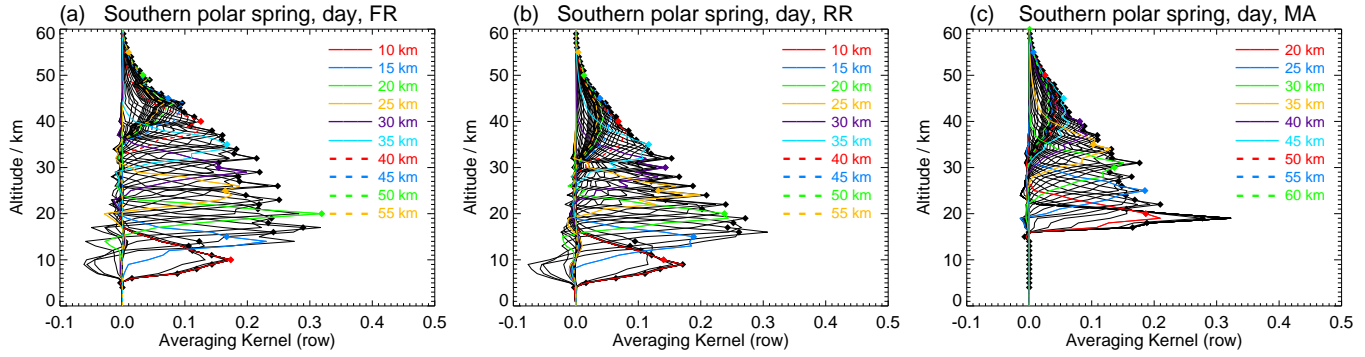 (a) Southern polar spring, day, FR
60
50
40
30
20
10
0
Altitude / km
10 km
15 km
20 km
25 km
30 km
35 km
40 km
45 km
50 km
55 km
-0.1 0.0 0.1 0.2 0.3 0.4 0.5
Averaging Kernel (row)
(b) Southern polar spring, day, RR
60
50
40
30
20
10
0
Altitude / km
10 km
15 km
20 km
25 km
30 km
35 km
40 km
45 km
50 km
55 km
-0.1 0.0 0.1 0.2 0.3 0.4 0.5
Averaging Kernel (row)
(c) Southern polar spring, day, MA
60
50
40
30
20
10
0
Altitude / km
20 km
25 km
30 km
35 km
40 km
45 km
50 km
55 km
60 km
-0.1 0.0 0.1 0.2 0.3 0.4 0.5
Averaging Kernel (row)